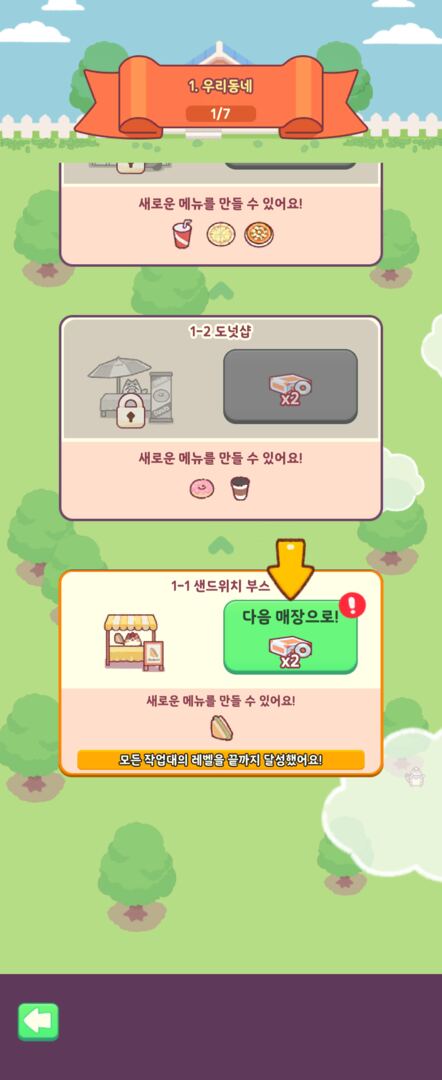 1. 우리동네
1/7
새로운 메뉴를 만들 수 있어요!
1-2 도넛샵
x2
새로운 메뉴를 만들 수 있어요!
1-1 샌드위치 부스
다음 매장으로!
x2
새로운 메뉴를 만들 수 있어요!
모든 작업대의 레벨을 끝까지 달성했어요!